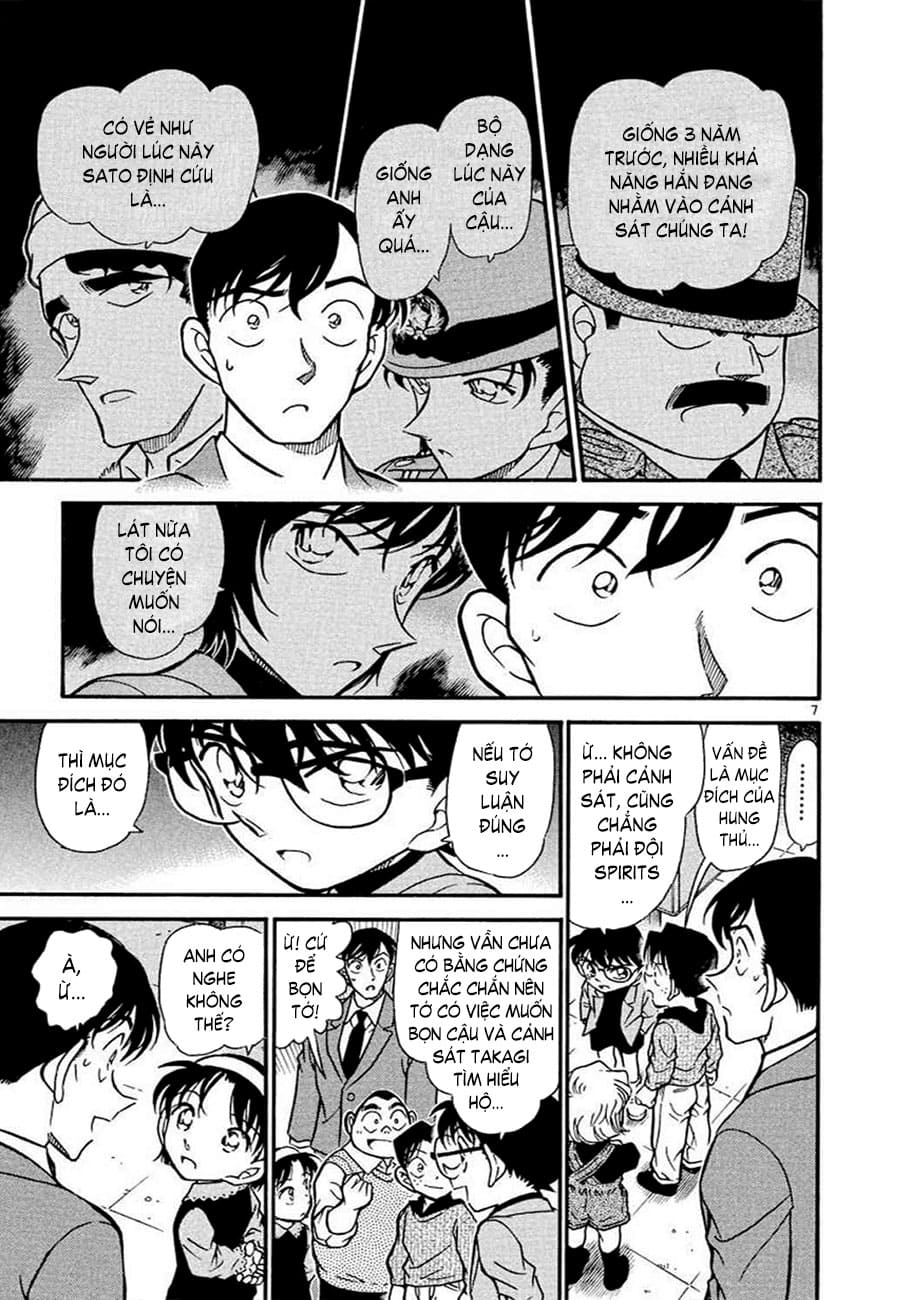 GIỐNG 3 NĂM
TRƯỚC, NHIỀU KHẢ
NĂNG HẮN ĐANG
NHẰM VÀO CẢNH
SÁT CHÚNG TA!
BỘ
DẠNG
LÚC NÀY
CỦA
CẬU...
GIỐNG
ANH
ẤY
QUÁ...
CÓ VẺ NHƯ
NGƯỜI LÚC NÀY
SATO ĐỊNH CỨU
LÀ...
LÁT NỮA
TÔI CÓ
CHUYỆN
MUỐN
NÓI...
7
.........
VẤN ĐỀ
LÀ MỤC
ĐÍCH CỦA
HUNG
THỦ...
Ừ... KHÔNG
PHẢI CẢNH
SÁT, CŨNG
CHẲNG
PHẢI ĐỘI
SPIRITS
...
NẾU TỚ
SUY
LUẬN
ĐÚNG
...
THÌ MỤC
ĐÍCH ĐÓ
LÀ...
NHƯNG VẪN CHƯA
CÓ BẰNG CHỨNG
CHẮC CHẮN NÊN
TỚ CÓ VIỆC MUỐN
BỌN CẬU VÀ CẢNH
SÁT TAKAGI
TÌM HIỂU
HỘ...
Ừ! CỨ
ĐỂ
BỌN
TỚ!
ANH CÓ
NGHE
KHÔNG
THẾ?
À,
Ừ...